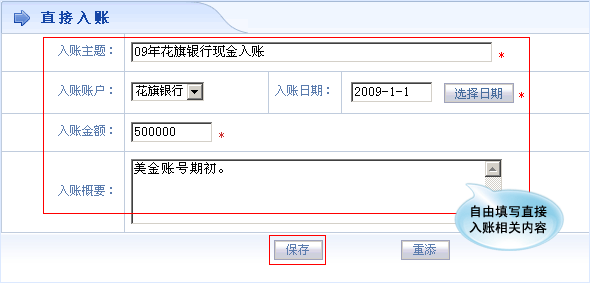 直接入账
入账主题： 09年花旗银行现金入账 *
入账账户： 花旗银行 入账日期： 2009-1-1 选择日期 *
入账金额： 500000 *
入账概要： 美金账号期初。
自由填写直接
入账相关内容
保存 重添